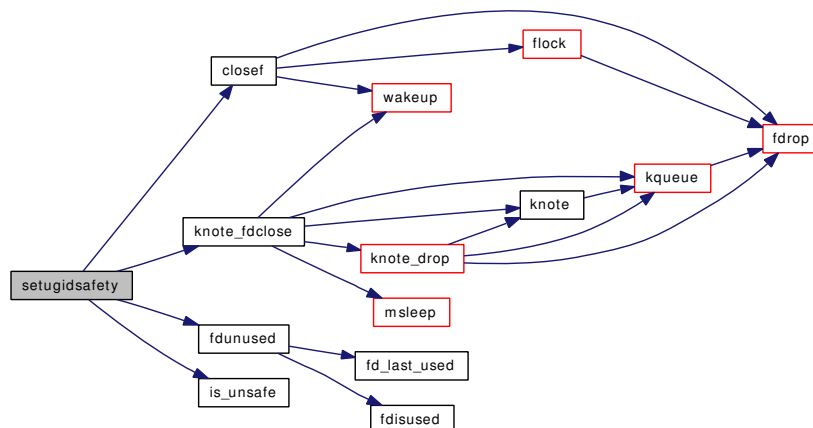 flock
closef
wakeup
fdrop
kqueue
knote
knote_fdclose
knote_drop
setugidsafety
msleep
fdunused
fd_last_used
is_unsafe
fdisused